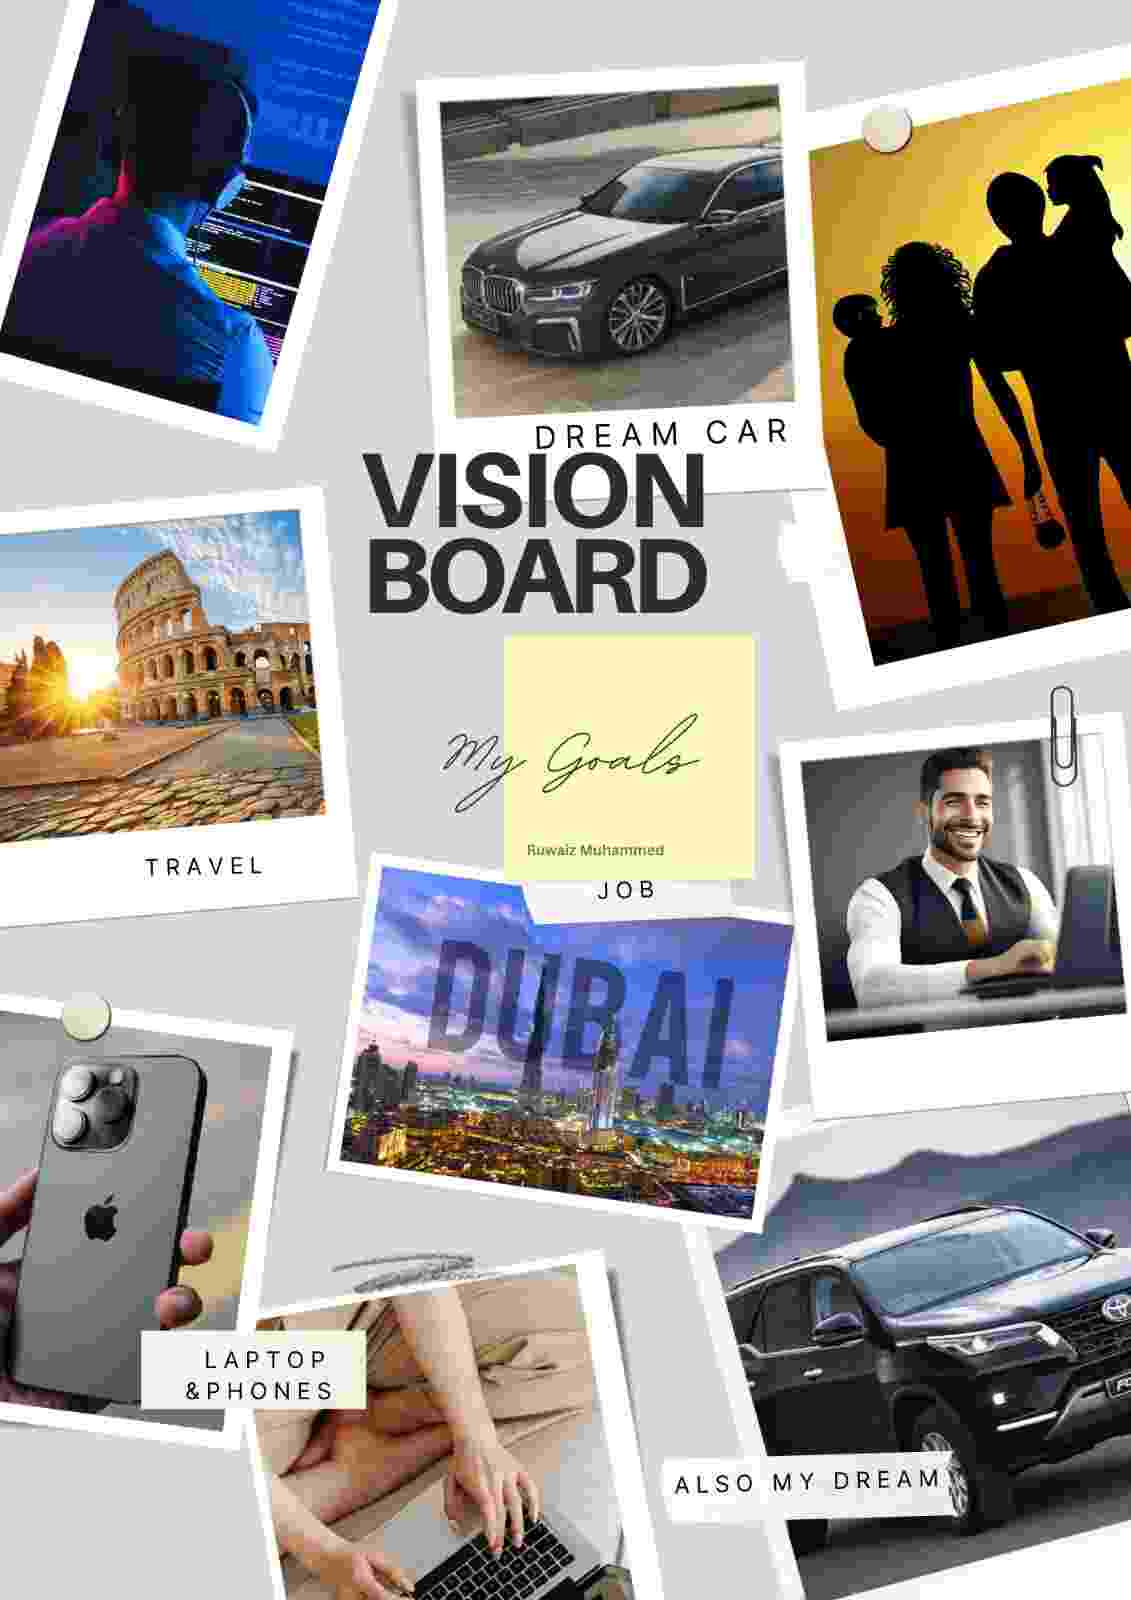 DREAM CAR
VISION
BOARD
My Goals
Ruwaiz Muhammed
TRAVEL
JOB
DUBAI
LAPTOP
&PHONES
ALSO MY DREAM